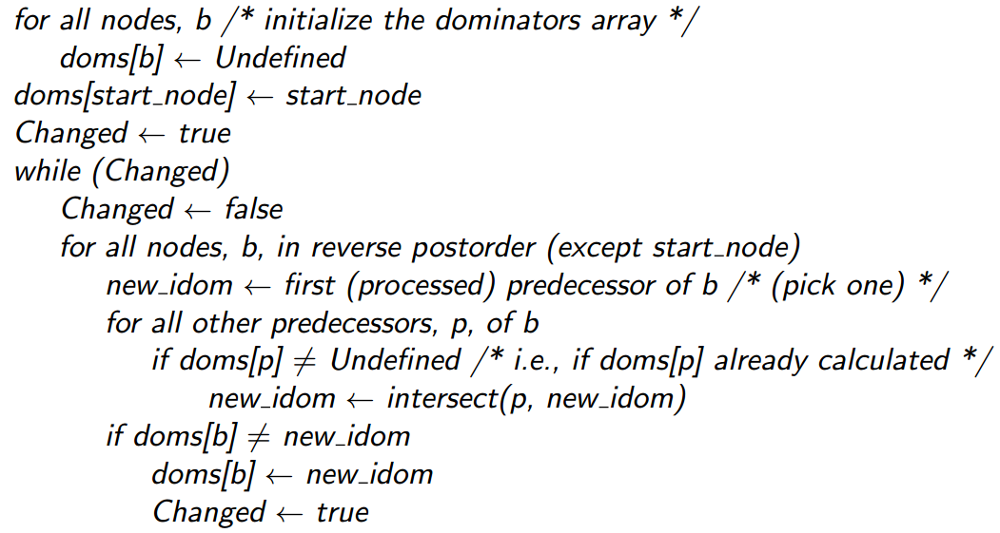 for all nodes, b /* initialize the dominators array */
doms[b] ← Undefined
doms[start_node] ← start_node
Changed ← true
while (Changed)
Changed ← false
for all nodes, b, in reverse postorder (except start_node)
new_idom ← first (processed) predecessor of b /* (pick one) */
for all other predecessors, p, of b
if doms[p] ≠ Undefined /* i.e., if doms[p] already calculated */
new_idom ← intersect(p, new_idom)
if doms[b] ≠ new_idom
doms[b] ← new_idom
Changed ← true